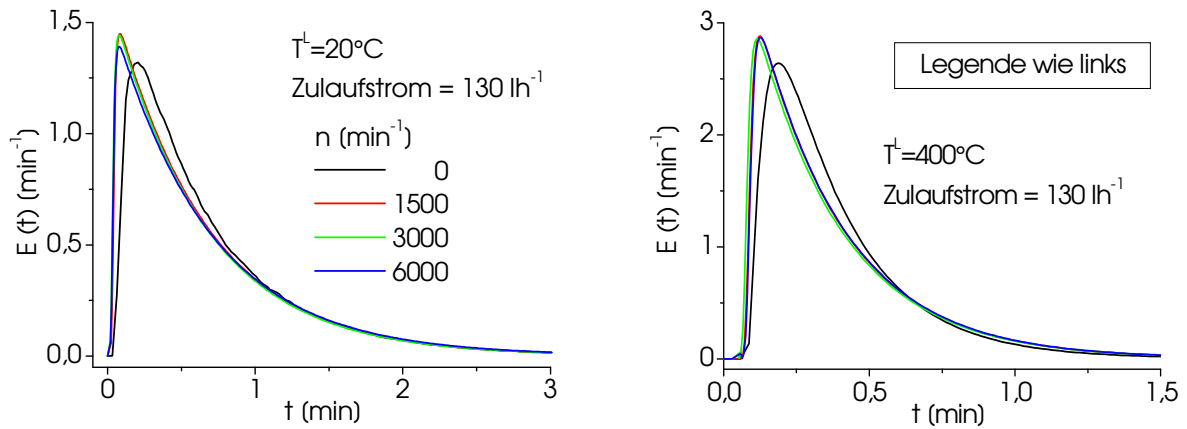 1,5
1,0
0,5
0,0
E (t) (min⁻¹)
0
1
2
3
t (min)
Tᴸ=20°C
Zulaufstrom = 130 lh⁻¹
n (min⁻¹)
0
1500
3000
6000
3
2
1
0
E (t) (min⁻¹)
0,0
0,5
1,0
1,5
t (min)
Legende wie links
Tᴸ=400°C
Zulaufstrom = 130 lh⁻¹